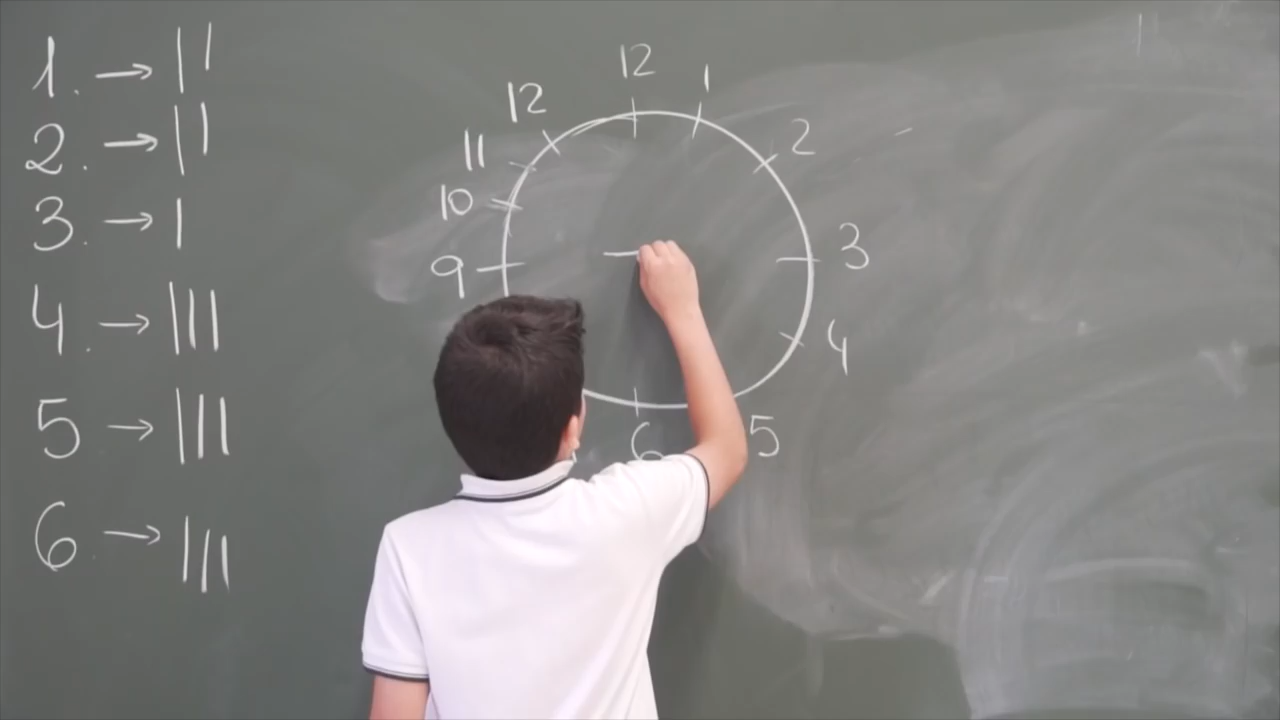 1. → ||
2. → ||
3. → |
4. → |||
5 → |||
6. → |||
12
1
2
3
4
5
6
9
10
11
12